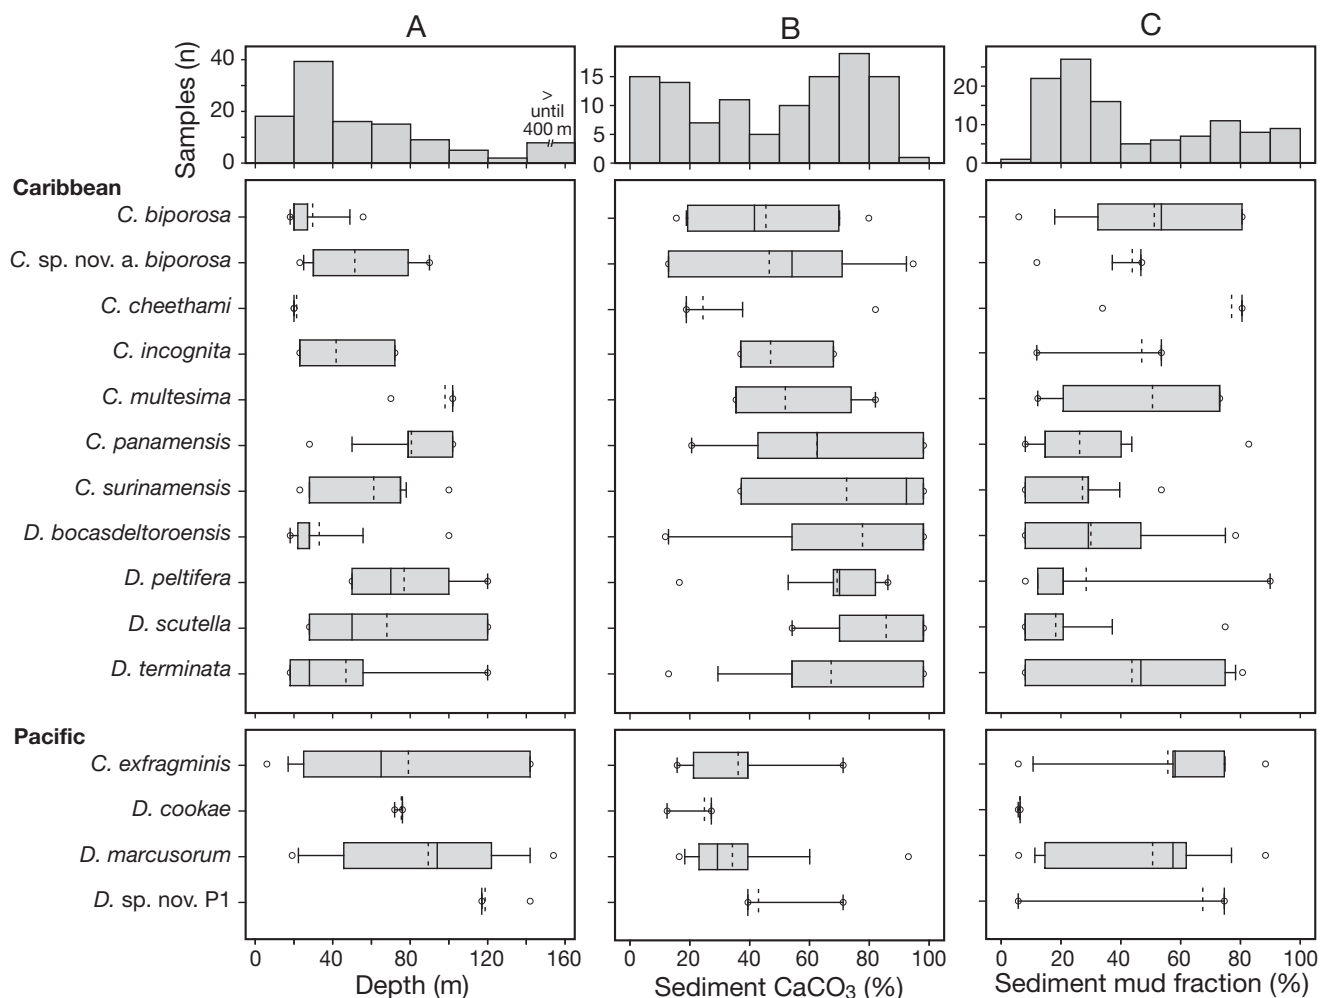 A B C
Samples (n)
40
20
0
>
until
400 m
15
10
5
0
20
10
0
Caribbean
C. biporosa
C. sp. nov. a. biporosa
C. cheethami
C. incognita
C. multesima
C. panamensis
C. surinamensis
D. bocasdeltoroensis
D. peltifera
D. scutella
D. terminata
Pacific
C. exfragminis
D. cookae
D. marcusorum
D. sp. nov. P1
0 40 80 120 160
0 20 40 60 80
0 20 40 60 80 100
Depth (m)
Sediment CaCO₃ (%)
Sediment mud fraction (%)